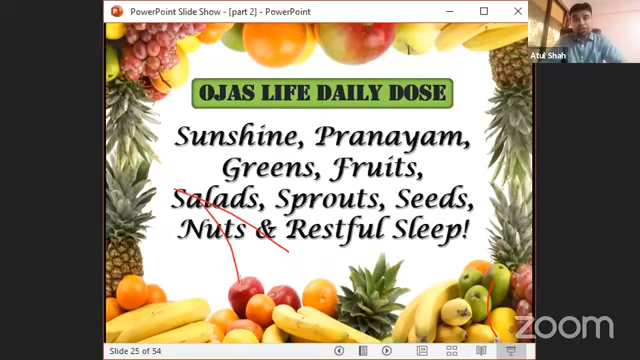 PowerPoint Slide Show - [part 2] - PowerPoint
Atul Shah
OJAS LIFE DAILY DOSE
Sunshine, Pranayam,
Greens, Fruits,
Salads, Sprouts, Seeds,
Nuts & Restful Sleep!
zoom
Slide 25 of 54